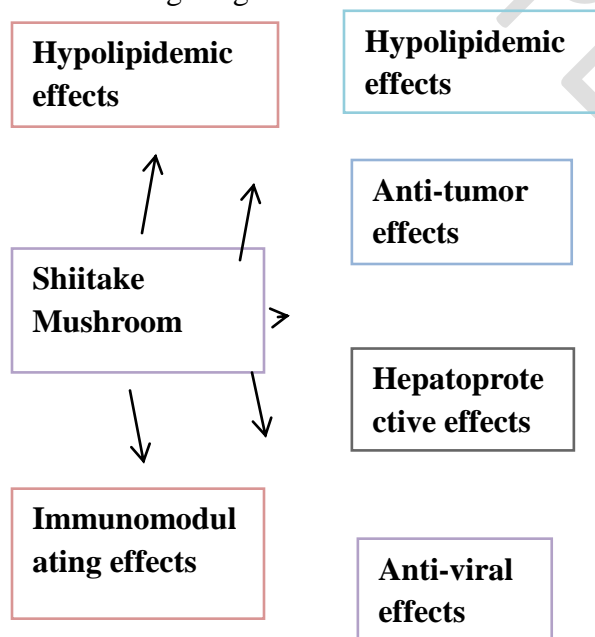 Hypolipidemic
effects
Hypolipidemic
effects
Anti-tumor
effects
Shiitake
Mushroom
Hepatoprote
ctive effects
Immunomodul
ating effects
Anti-viral
effects